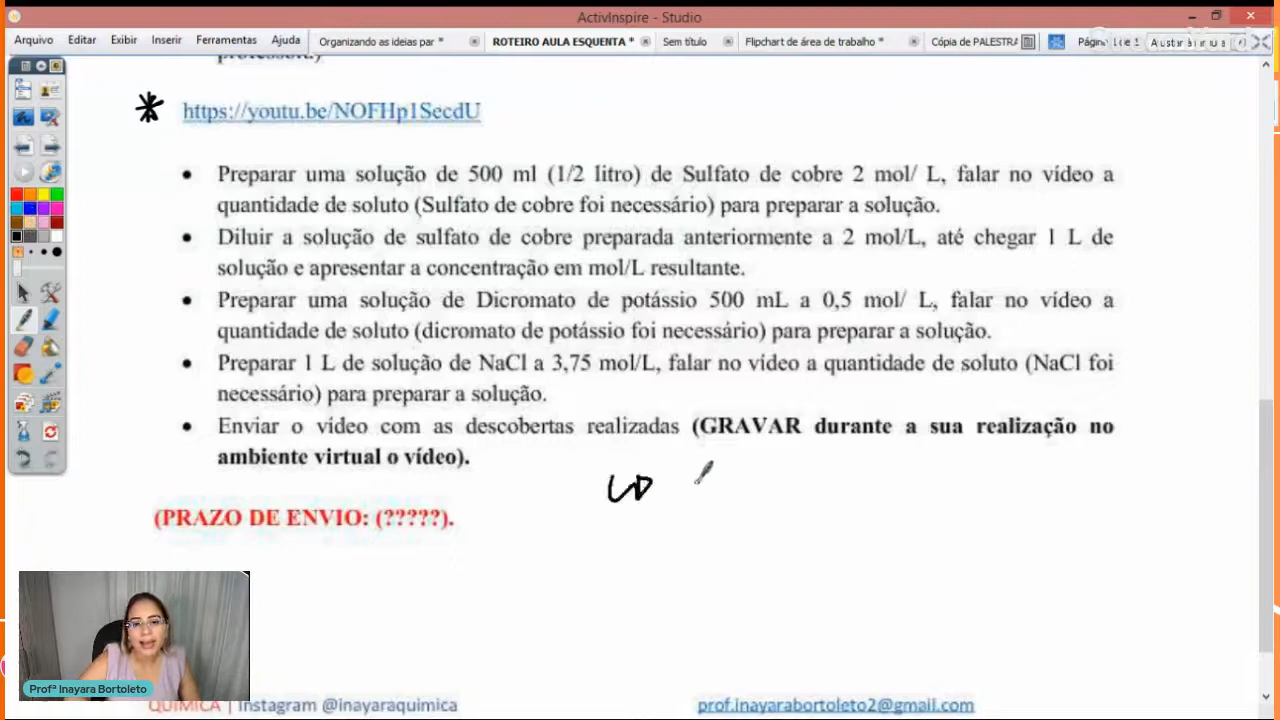 ActivInspire - Studio
Arquivo Editar Exibir Inserir Ferramentas Ajuda Organizando as ideias par * ROTEIRO AULA ESQUENTA * Sem título Flipchart de área de trabalho * Cópia de PALESTRA Página 1 de 1
professora)
https://youtu.be/NOFHp1SecdU
• Preparar uma solução de 500 ml (1/2 litro) de Sulfato de cobre 2 mol/ L, falar no vídeo a
quantidade de soluto (Sulfato de cobre foi necessário) para preparar a solução.
• Diluir a solução de sulfato de cobre preparada anteriormente a 2 mol/L, até chegar 1 L de
solução e apresentar a concentração em mol/L resultante.
• Preparar uma solução de Dicromato de potássio 500 mL a 0,5 mol/ L, falar no vídeo a
quantidade de soluto (dicromato de potássio foi necessário) para preparar a solução.
• Preparar 1 L de solução de NaCl a 3,75 mol/L, falar no vídeo a quantidade de soluto (NaCl foi
necessário) para preparar a solução.
• Enviar o vídeo com as descobertas realizadas (GRAVAR durante a sua realização no
ambiente virtual o vídeo).
(PRAZO DE ENVIO: (?????).
Profª Inayara Bortoleto
QUÍMICA | Instagram @inayaraquimica prof.inayarabortoleto2@gmail.com